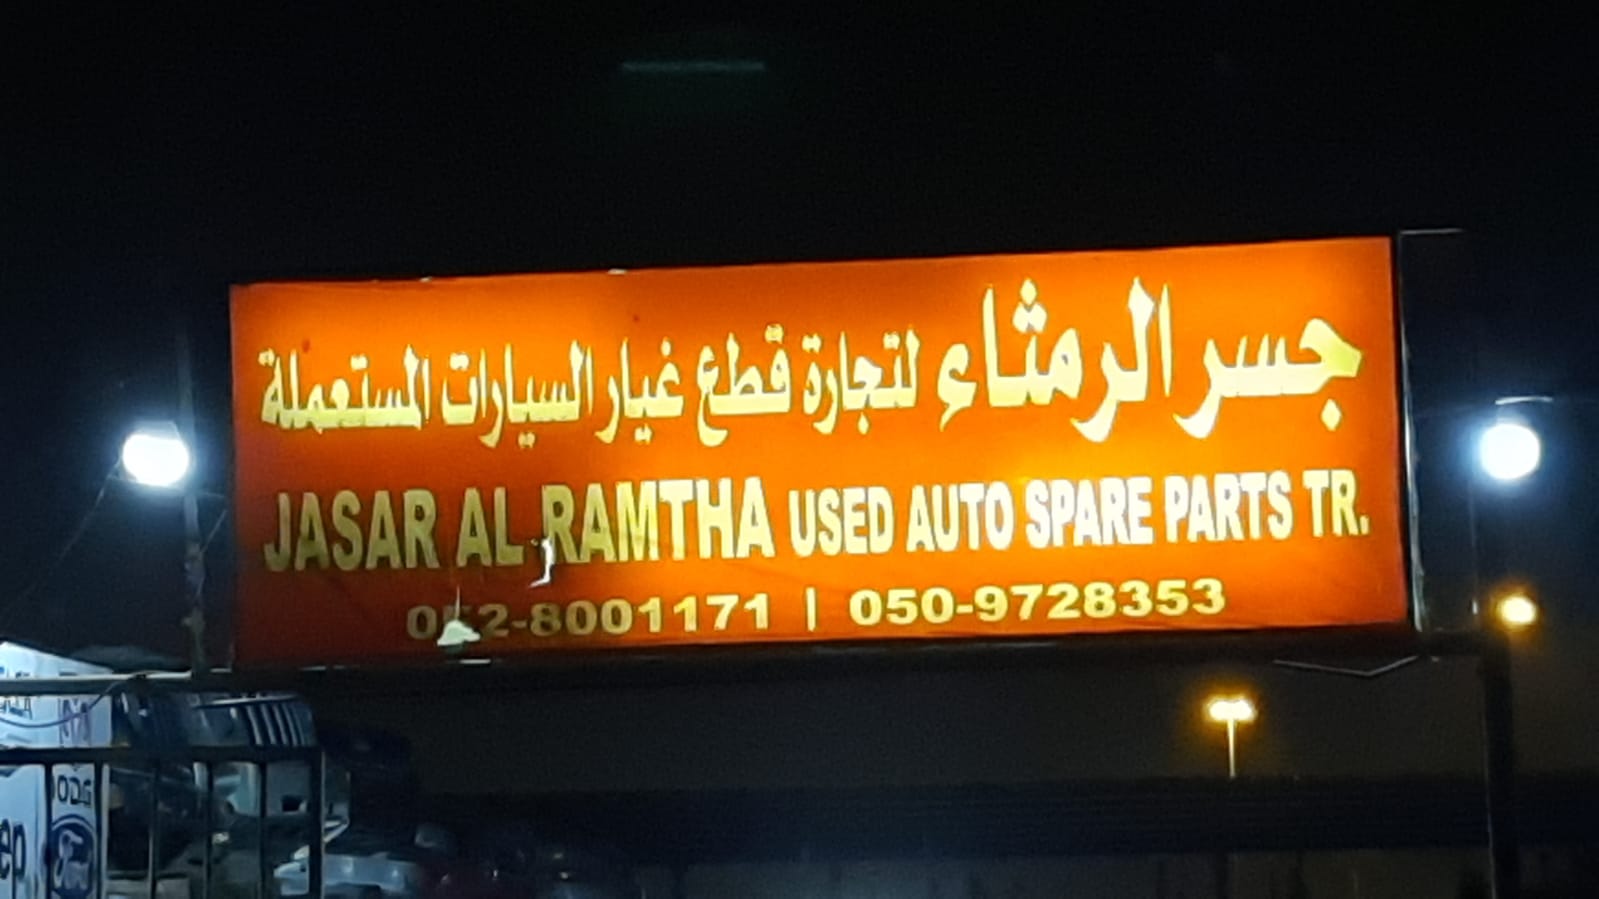 جسر الرمثاء لتجارة قطع غيار السيارات المستعملة
JASAR AL RAMTHA USED AUTO SPARE PARTS TR.
052-8001171 | 050-9728353
Ford